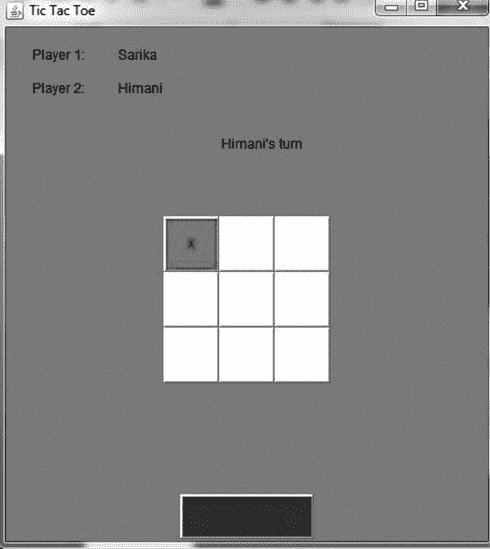 Tic Tac Toe
Player 1: Sarika
Player 2: Himani
Himani's turn
X